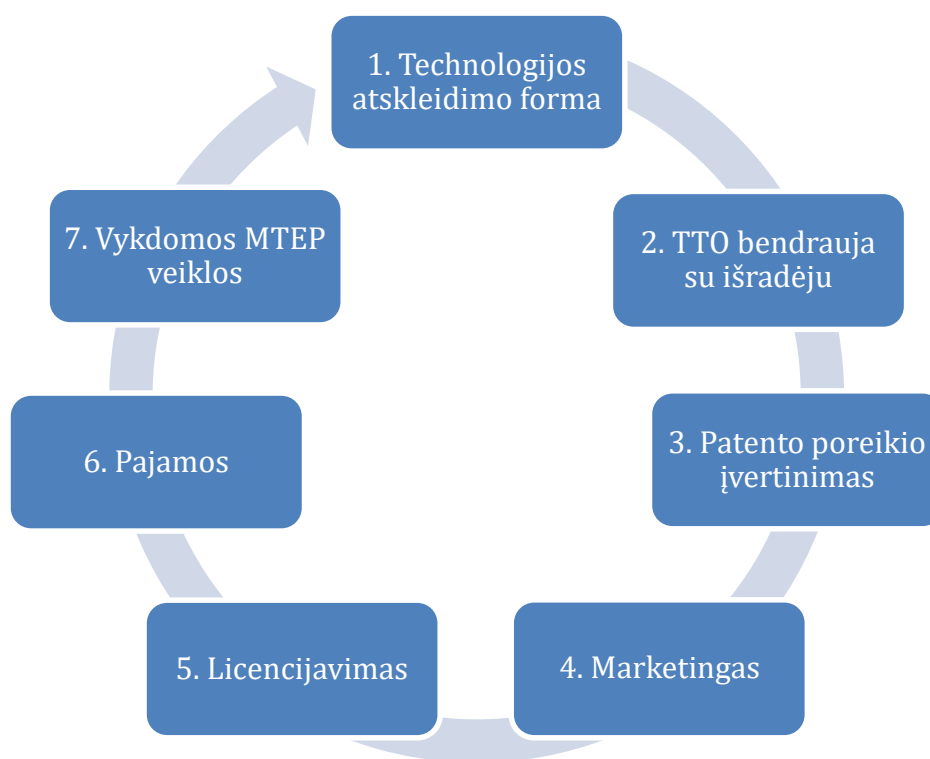 1. Technologijos
atskleidimo forma
2. TTO bendrauja
su išradėju
3. Patento poreikio
įvertinimas
4. Marketingas
5. Licencijavimas
6. Pajamos
7. Vykdomos MTEP
veiklos